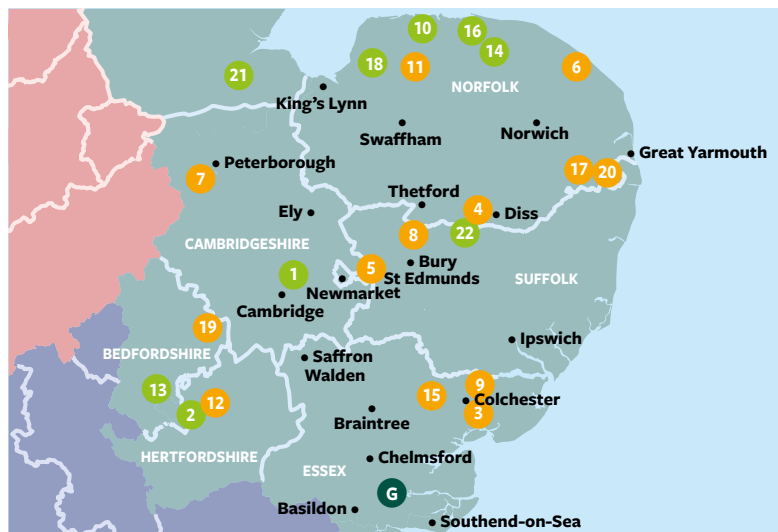 10
16
14
18
11
6
21
NORFOLK
King's Lynn
Swaffham
Norwich
Great Yarmouth
Peterborough
7
17
20
Thetford
4
Diss
Ely
8
22
CAMBRIDGESHIRE
Bury
St Edmunds
5
1
Newmarket
SUFFOLK
Cambridge
19
BEDFORDSHIRE
Ipswich
Saffron
Walden
13
2
12
15
9
Colchester
3
Braintree
HERTFORDSHIRE
Chelmsford
ESSEX
G
Basildon
Southend-on-Sea